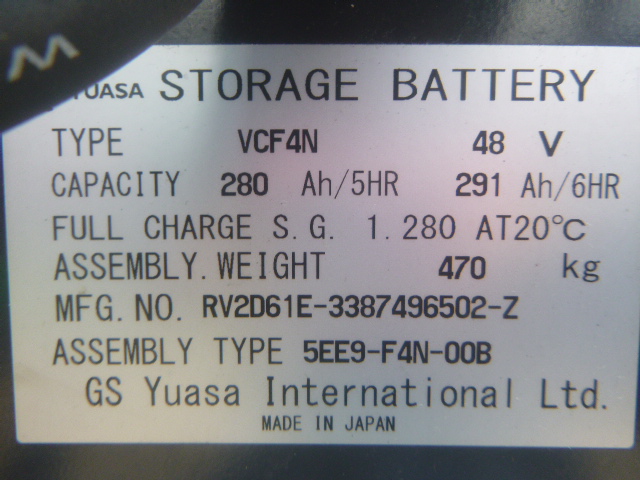 YUASA STORAGE BATTERY
TYPE VCF4N 48 V
CAPACITY 280 Ah/5HR 291 Ah/6HR
FULL CHARGE S.G. 1.280 AT20℃
ASSEMBLY.WEIGHT 470 kg
MFG.NO. RV2D61E-3387496502-Z
ASSEMBLY TYPE 5EE9-F4N-00B
GS Yuasa International Ltd.
MADE IN JAPAN